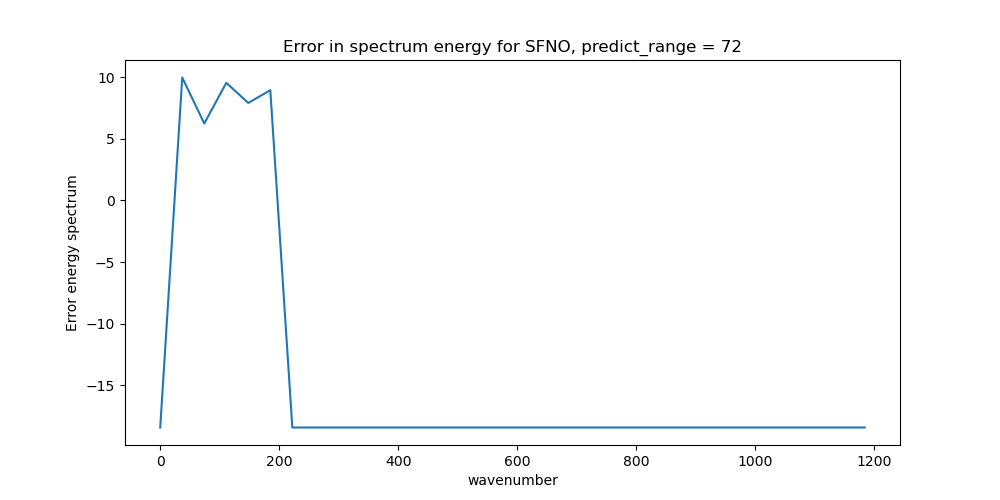 Error in spectrum energy for SFNO, predict_range = 72
Error energy spectrum
10
5
0
−5
−10
−15
0 200 400 600 800 1000 1200
wavenumber